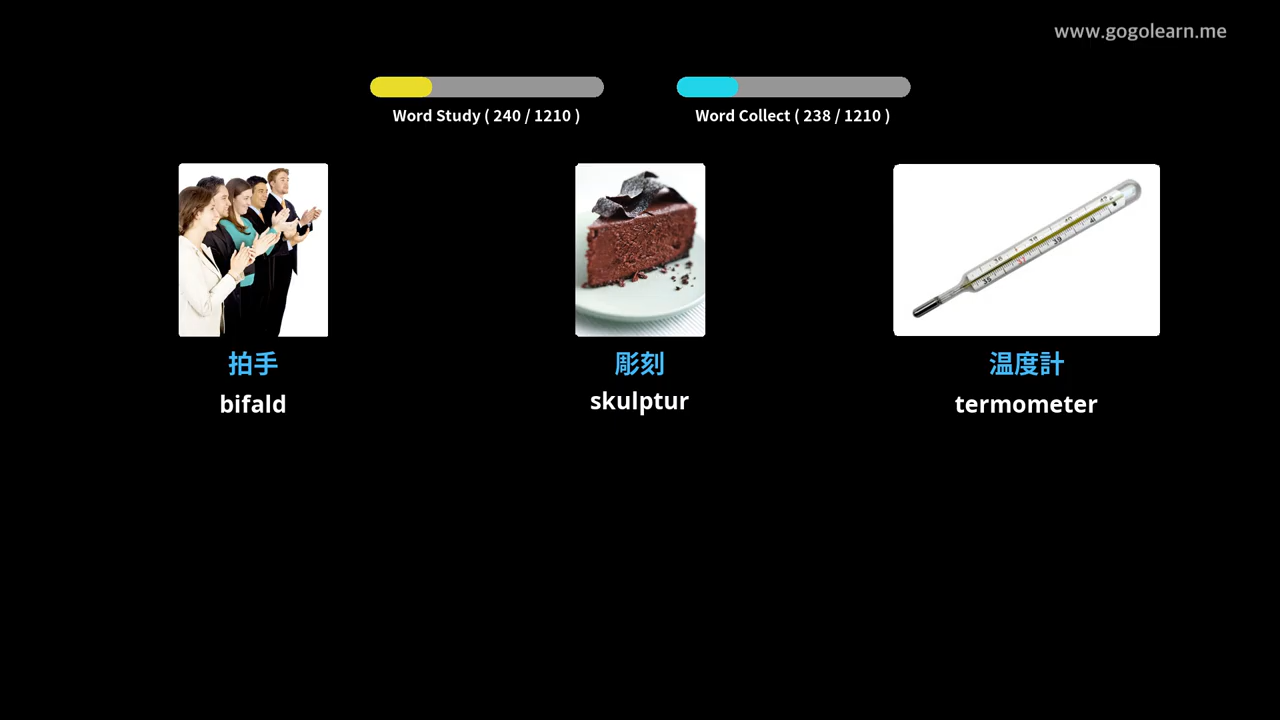 www.gogolearn.me
Word Study ( 240 / 1210 )
Word Collect ( 238 / 1210 )
拍手
彫刻
温度計
bifald
skulptur
termometer